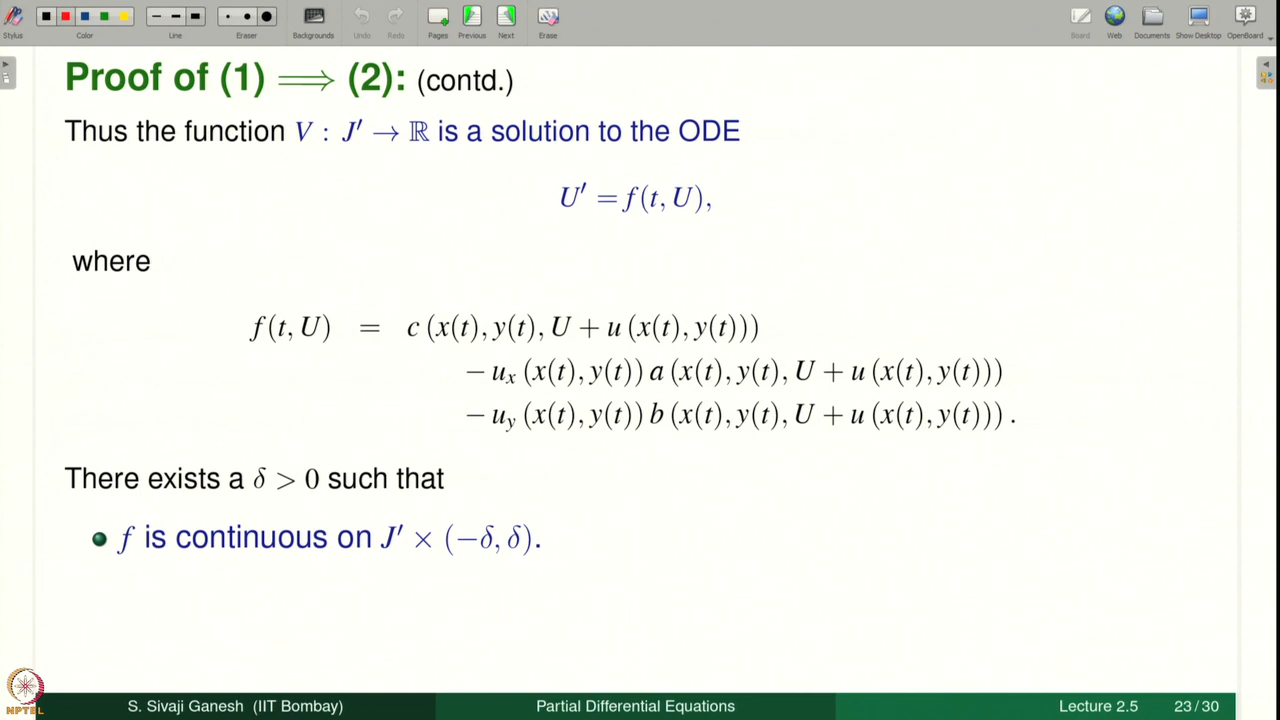 Stylus
Color
Line
Eraser
Backgrounds
Undo
Redo
Pages
Previous
Next
Erase
Board
Web
Documents
Show Desktop
OpenBoard
Proof of (1) ⟹ (2): (contd.)
Thus the function V : J′ → ℝ is a solution to the ODE
U′ = f(t, U),
where
f(t, U) = c (x(t), y(t), U + u (x(t), y(t)))
− uₓ (x(t), y(t)) a (x(t), y(t), U + u (x(t), y(t)))
− u_y (x(t), y(t)) b (x(t), y(t), U + u (x(t), y(t))) .
There exists a δ > 0 such that
f is continuous on J′ × (−δ, δ).
NPTEL
S. Sivaji Ganesh (IIT Bombay)
Partial Differential Equations
Lecture 2.5
23/30